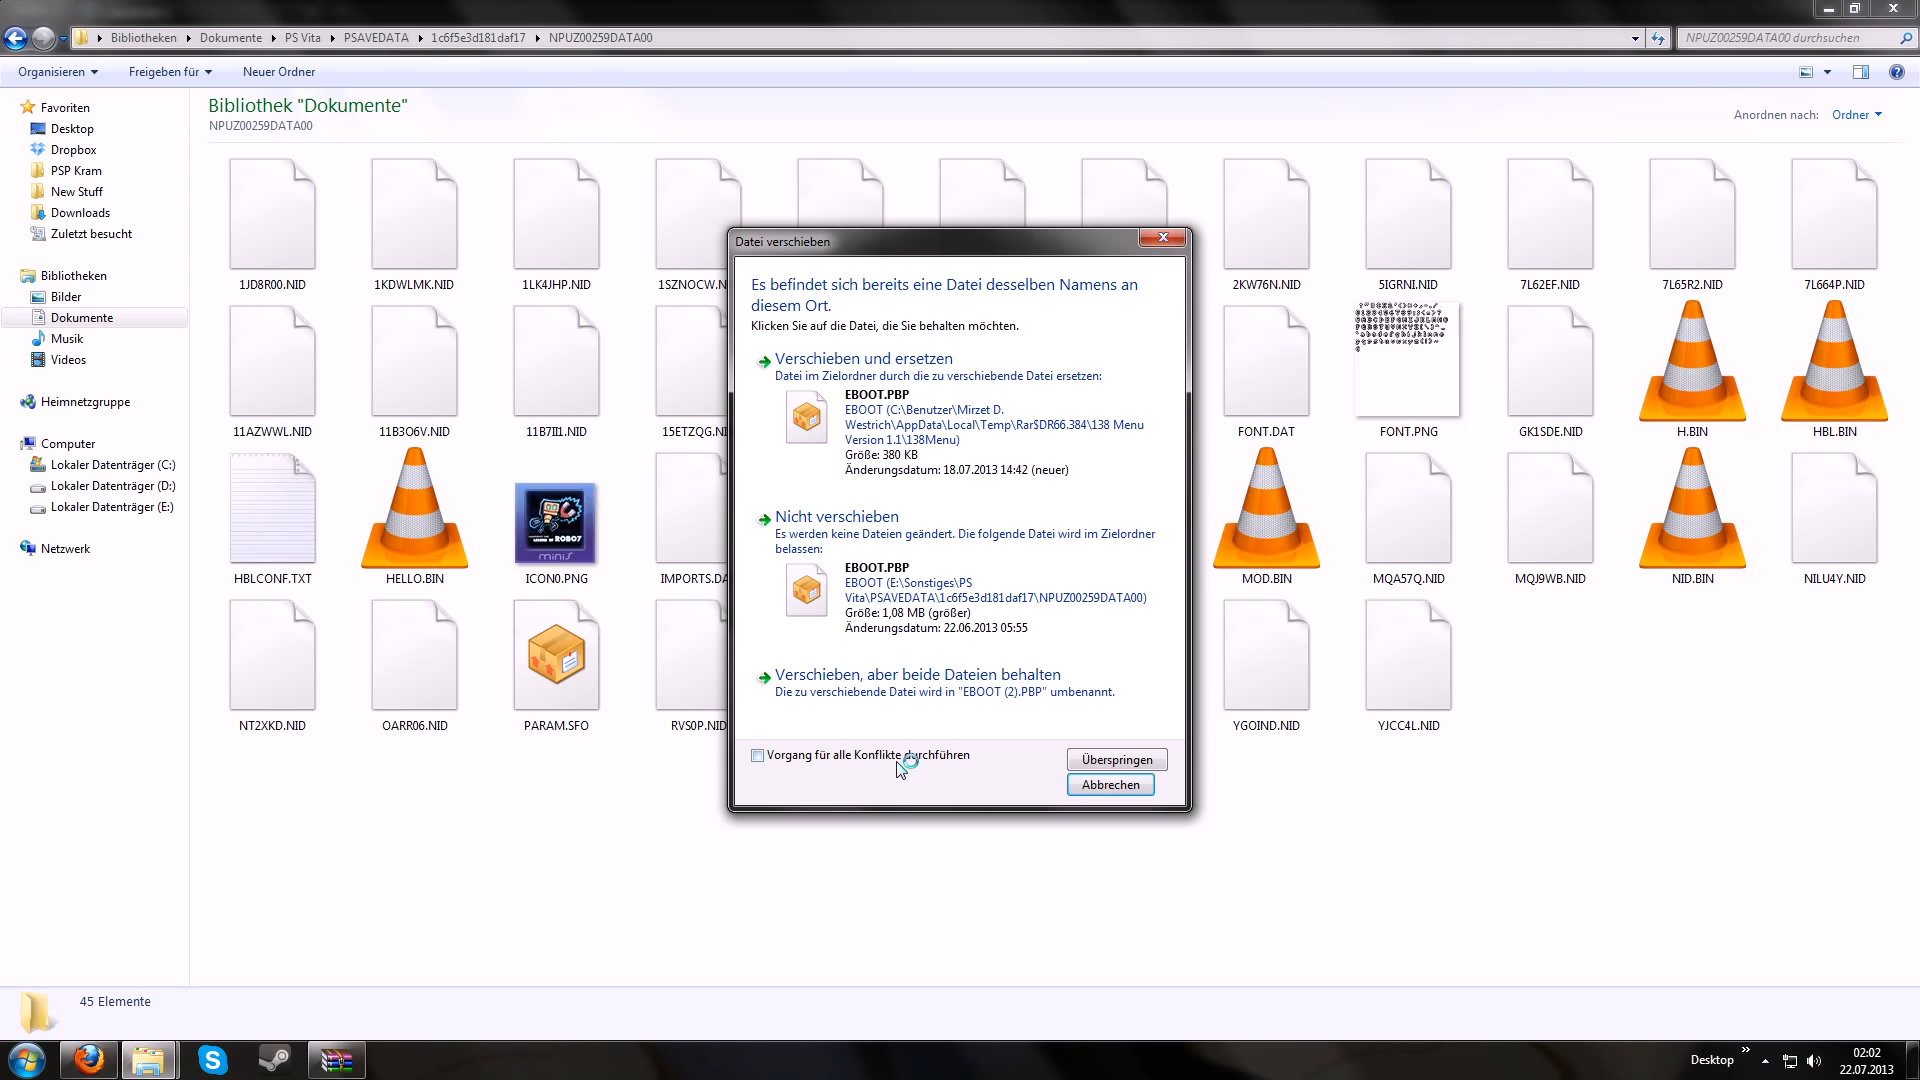 Bibliotheken
Dokumente
PS Vita
PSAVEDATA
1c6f5e3d181daf17
NPUZ00259DATA00
NPUZ00259DATA00 durchsuchen
Organisieren
Freigeben für
Neuer Ordner
Favoriten
Desktop
Dropbox
PSP Kram
New Stuff
Downloads
Zuletzt besucht
Bibliotheken
Bilder
Dokumente
Musik
Videos
Heimnetzgruppe
Computer
Lokaler Datenträger (C:)
Lokaler Datenträger (D:)
Lokaler Datenträger (E:)
Netzwerk
Bibliothek "Dokumente"
NPUZ00259DATA00
Anordnen nach:
Ordner
1JD8R00.NID
1KDWLMK.NID
1LK4JHP.NID
1SZNOCW.N
2KW76N.NID
5IGRNI.NID
7L62EF.NID
7L65R2.NID
7L664P.NID
11AZWWL.NID
11B3O6V.NID
11B7II1.NID
15ETZQG.NI
FONT.DAT
FONT.PNG
GK1SDE.NID
H.BIN
HBL.BIN
HBLCONF.TXT
HELLO.BIN
ICON0.PNG
IMPORTS.DA
MOD.BIN
MQA57Q.NID
MQJ9WB.NID
NID.BIN
NILU4Y.NID
NT2XKD.NID
OARR06.NID
PARAM.SFO
RVS0P.NID
YGOIND.NID
YJCC4L.NID
minis
Datei verschieben
Es befindet sich bereits eine Datei desselben Namens an
diesem Ort.
Klicken Sie auf die Datei, die Sie behalten möchten.
Verschieben und ersetzen
Datei im Zielordner durch die zu verschiebende Datei ersetzen:
EBOOT.PBP
EBOOT (C:\Benutzer\Mirzet D.
Westrich\AppData\Local\Temp\Rar$DR66.384\138 Menu
Version 1.1\138Menu)
Größe: 380 KB
Änderungsdatum: 18.07.2013 14:42 (neuer)
Nicht verschieben
Es werden keine Dateien geändert. Die folgende Datei wird im Zielordner
belassen:
EBOOT.PBP
EBOOT (E:\Sonstiges\PS
Vita\PSAVEDATA\1c6f5e3d181daf17\NPUZ00259DATA00)
Größe: 1,08 MB (größer)
Änderungsdatum: 22.06.2013 05:55
Verschieben, aber beide Dateien behalten
Die zu verschiebende Datei wird in "EBOOT (2).PBP" umbenannt.
Vorgang für alle Konflikte durchführen
Überspringen
Abbrechen
45 Elemente
Desktop
02:02
22.07.2013